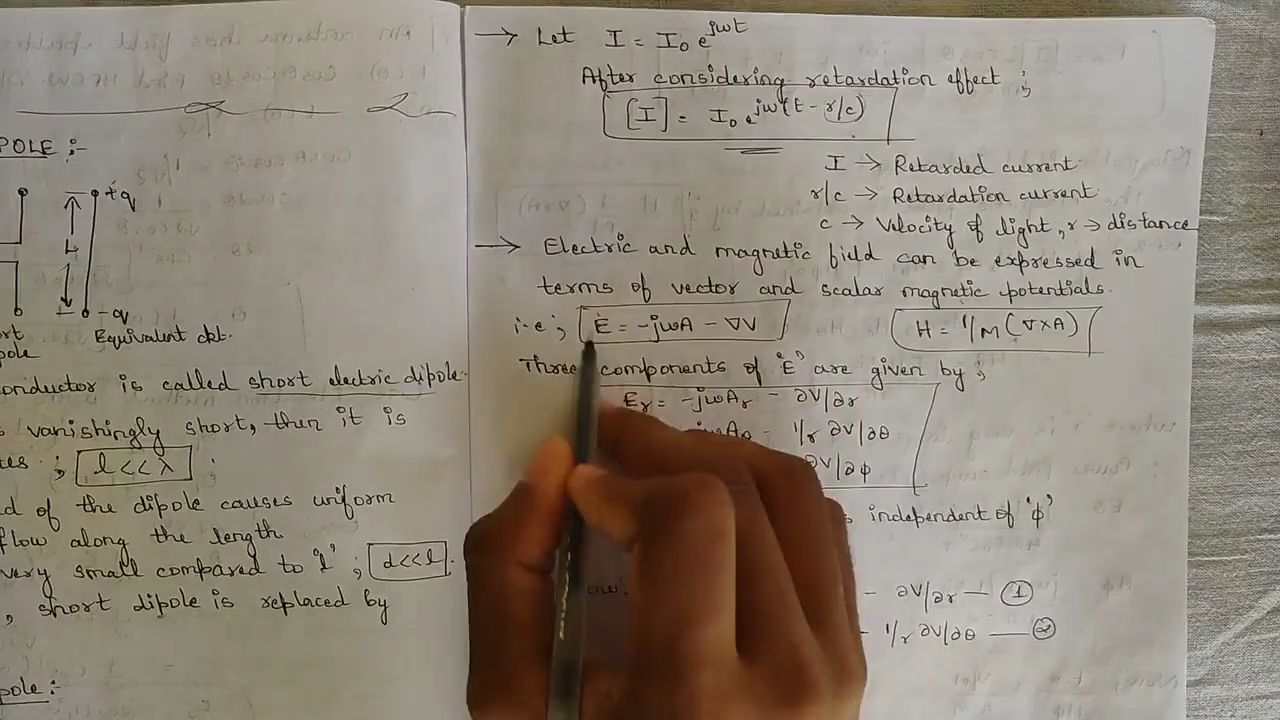 POLE :-
+q
L
-q
Equivalent ckt.
onductor is called short electric dipole.
vanishingly short, then it is
l << λ
d of the dipole causes uniform
flow along the length
very small compared to 'l' ; d<<l.
, short dipole is replaced by
pole :-
→ Let I = I₀ e^jωt
After considering retardation effect ;
[I] = I₀ e^jω(t - r/c)
I → Retarded current
r/c → Retardation current
c → Velocity of light, r → distance
→ Electric and magnetic field can be expressed in
terms of vector and scalar magnetic potentials.
i.e; E = -jωA - ∇V H = 1/M (∇×A)
Three components of 'E' are given by ;
Er = -jωAr - ∂V/∂r
1/r ∂V/∂θ
∂V/∂φ
independent of 'φ'
- ∂V/∂r — ①
- 1/r ∂V/∂θ — ②